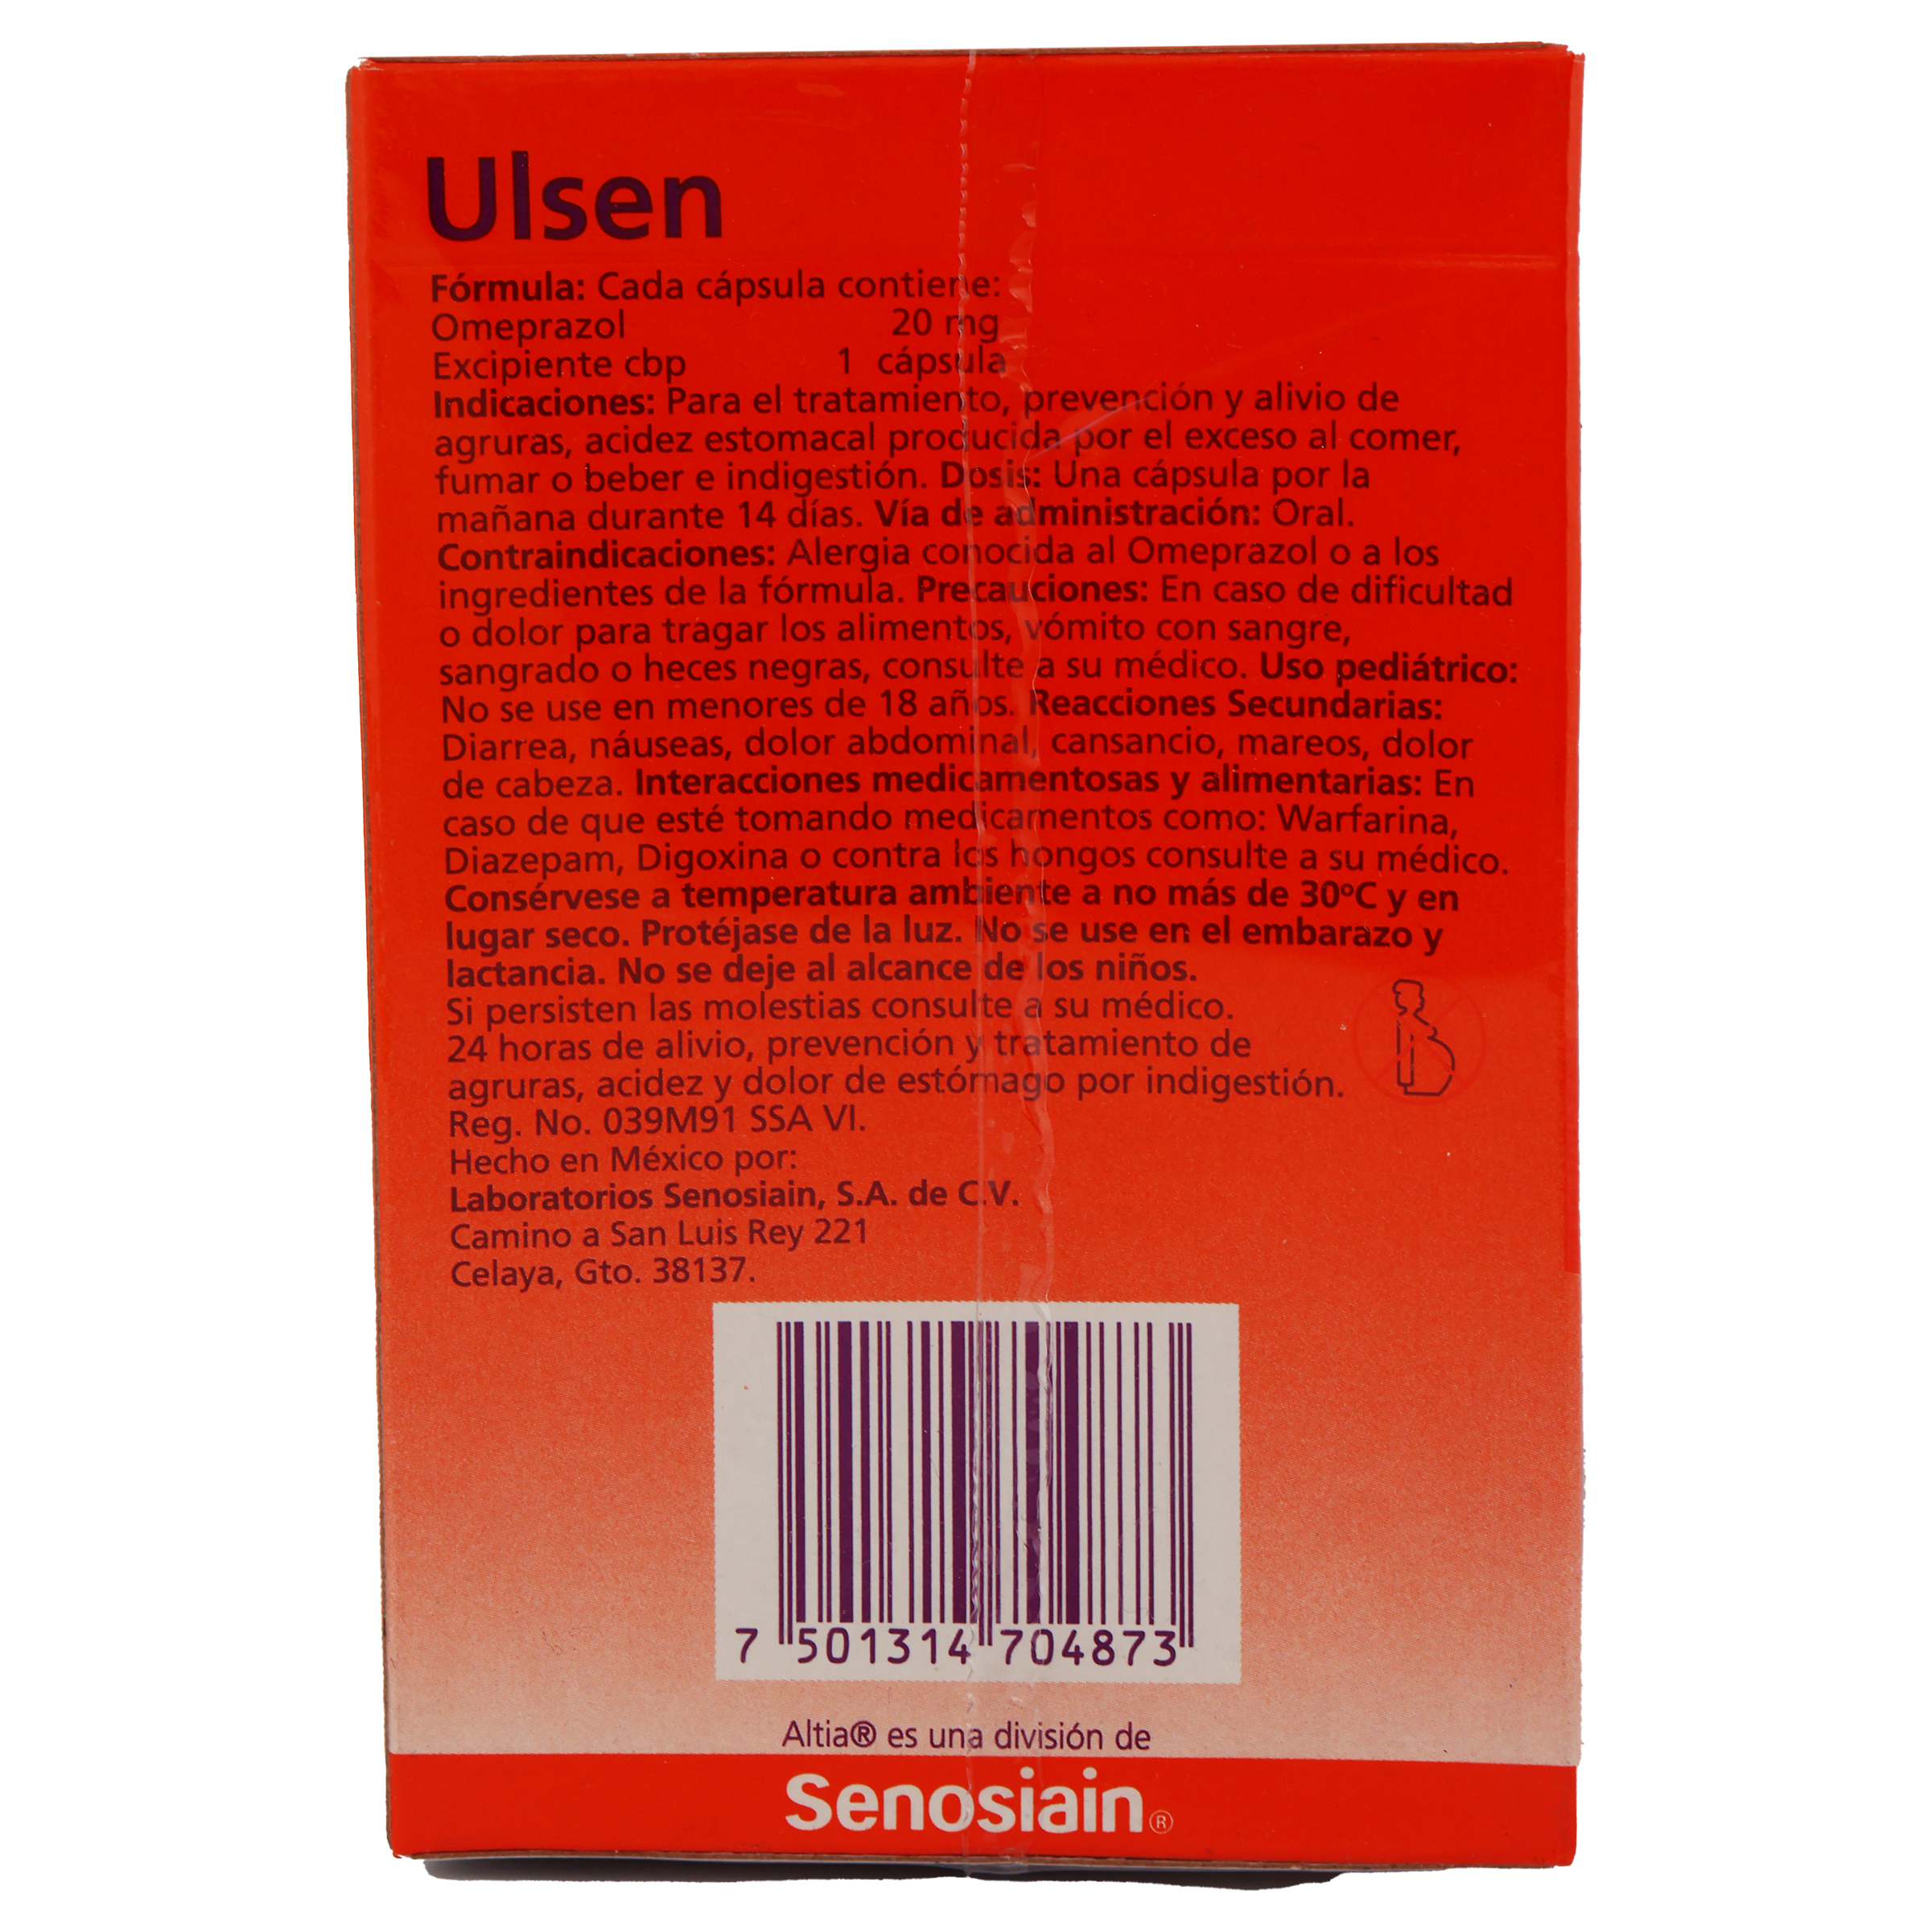 Ulsen
Fórmula: Cada cápsula contiene:
Omeprazol 20 mg
Excipiente cbp 1 cápsula
Indicaciones: Para el tratamiento, prevención y alivio de
agruras, acidez estomacal producida por el exceso al comer,
fumar o beber e indigestión. Dosis: Una cápsula por la
mañana durante 14 días. Vía de administración: Oral.
Contraindicaciones: Alergia conocida al Omeprazol o a los
ingredientes de la fórmula. Precauciones: En caso de dificultad
o dolor para tragar los alimentos, vómito con sangre,
sangrado o heces negras, consulte a su médico. Uso pediátrico:
No se use en menores de 18 años. Reacciones Secundarias:
Diarrea, náuseas, dolor abdominal, cansancio, mareos, dolor
de cabeza. Interacciones medicamentosas y alimentarias: En
caso de que esté tomando medicamentos como: Warfarina,
Diazepam, Digoxina o contra los hongos consulte a su médico.
Consérvese a temperatura ambiente a no más de 30ºC y en
lugar seco. Protéjase de la luz. No se use en el embarazo y
lactancia. No se deje al alcance de los niños.
Si persisten las molestias consulte a su médico.
24 horas de alivio, prevención y tratamiento de
agruras, acidez y dolor de estómago por indigestión.
Reg. No. 039M91 SSA VI.
Hecho en México por:
Laboratorios Senosiain, S.A. de C.V.
Camino a San Luis Rey 221
Celaya, Gto. 38137.
7 501314 704873
Altia® es una división de
Senosiain®